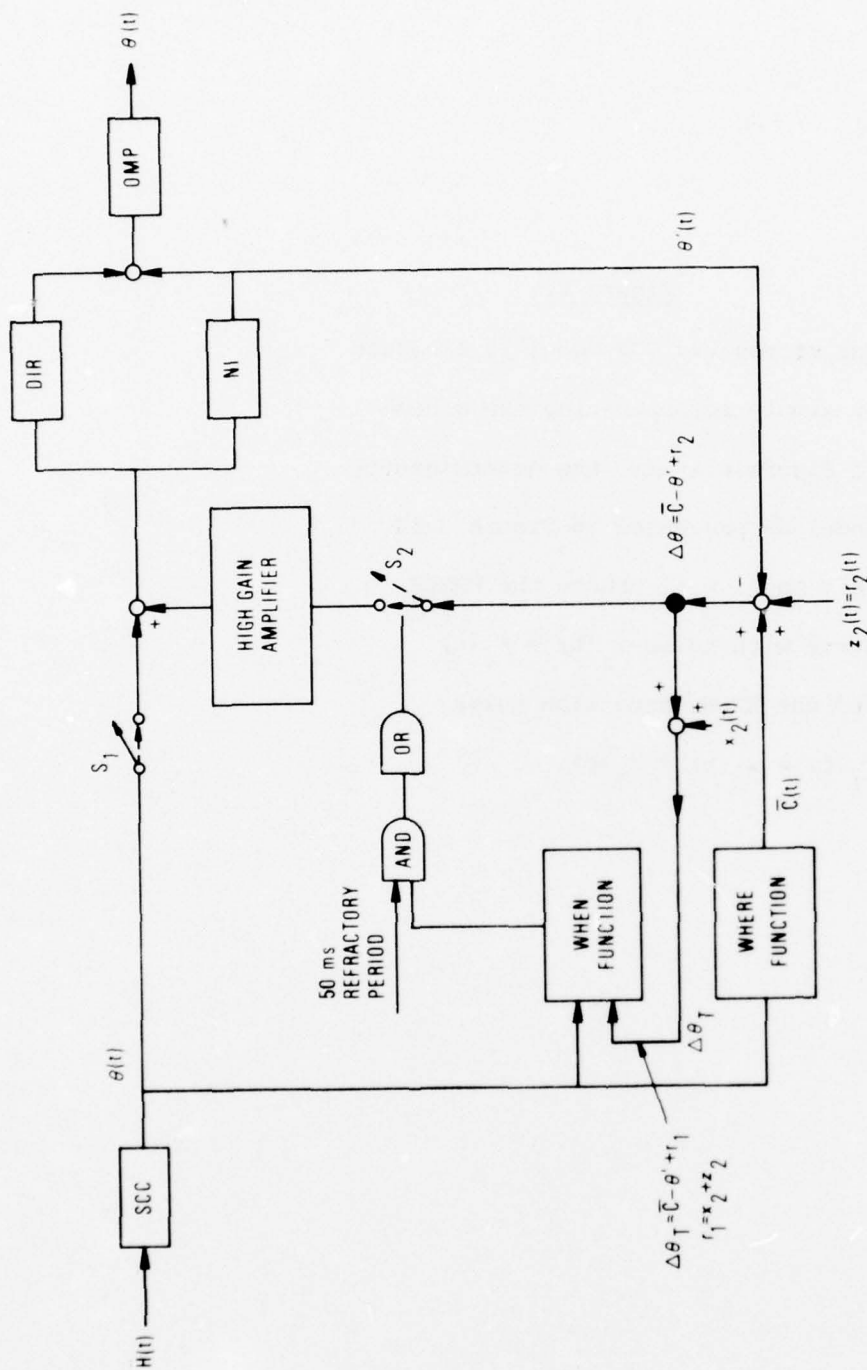 H(t)
SCC
θ(t)
S1
+
DIR
NI
OMP
θ(t)
HIGH GAIN
AMPLIFIER
S2
OR
AND
50 ms
REFRACTORY
PERIOD
WHEN
FUNCTION
ΔθT
ΔθT = C̅ - θ' + r1
r1 = x2 + z2
+
+
x2(t)
Δθ = C̅ - θ' + r2
θ'(t)
WHERE
FUNCTION
C̅(t)
+
-
+
z2(t) = r2(t)